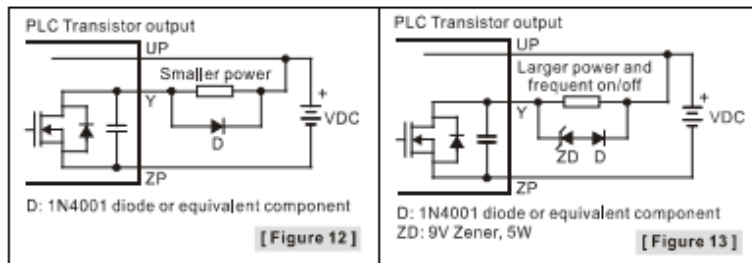 PLC Transistor output
UP
Smaller power
Y
D
+
VDC
ZP
D: 1N4001 diode or equivalent component
[ Figure 12 ]
PLC Transistor output
UP
Larger power and
frequent on/off
Y
ZD D
+
VDC
ZP
D: 1N4001 diode or equivalent component
ZD: 9V Zener, 5W
[ Figure 13 ]